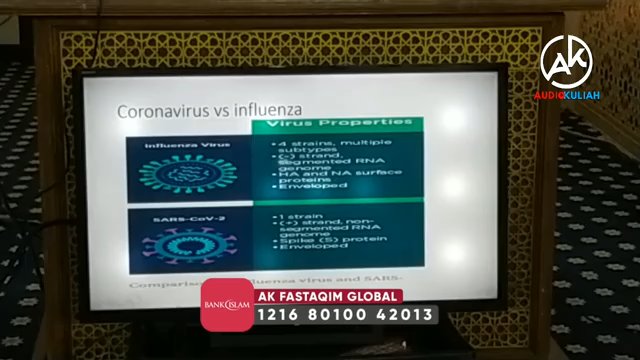 AK
AUDIOKULIAH
Coronavirus vs influenza
Virus Properties
Influenza Virus
• 4 strains, multiple
subtypes
• (-) strand,
segmented RNA
genome
• HA and NA surface
proteins
• Enveloped
SARS-CoV-2
• 1 strain
• (+) strand, non-
segmented RNA
genome
• Spike (S) protein
• Enveloped
virus and SARS-
BANK ISLAM
AK FASTAQIM GLOBAL
1216 80100 42013